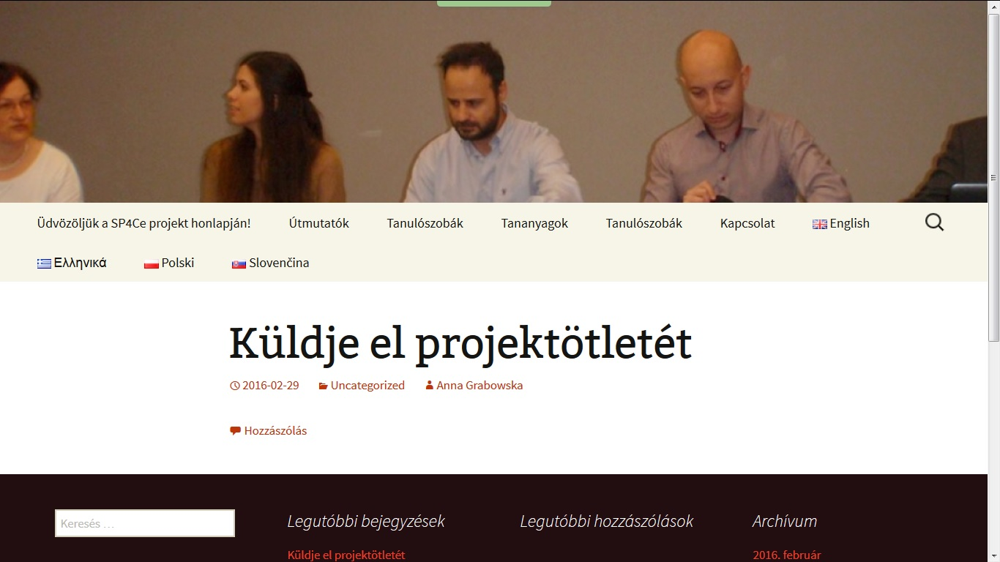 Üdvözöljük a SP4Ce projekt honlapján! Útmutatók Tanulószobák Tananyagok Tanulószobák Kapcsolat English
Ελληνικά Polski Slovenčina
Küldje el projektötletét
2016-02-29 Uncategorized Anna Grabowska
Hozzászólás
Keresés …
Legutóbbi bejegyzések
Küldje el projektötletét
Legutóbbi hozzászólások
Archívum
2016. február